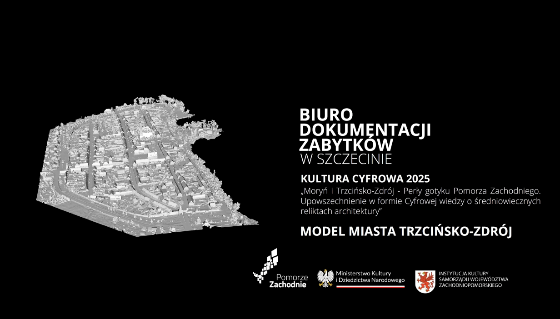 BIURO
DOKUMENTACJI
ZABYTKÓW
W SZCZECINIE
KULTURA CYFROWA 2025
„Moryń i Trzcińsko-Zdrój - Perły gotyku Pomorza Zachodniego.
Upowszechnienie w formie Cyfrowej wiedzy o średniowiecznych
reliktach architektury"
MODEL MIASTA TRZCIŃSKO-ZDRÓJ
Pomorze
Zachodnie
Ministerstwo Kultury
i Dziedzictwa Narodowego
INSTYTUCJA KULTURY
SAMORZĄDU WOJEWÓDZTWA
ZACHODNIOPOMORSKIEGO